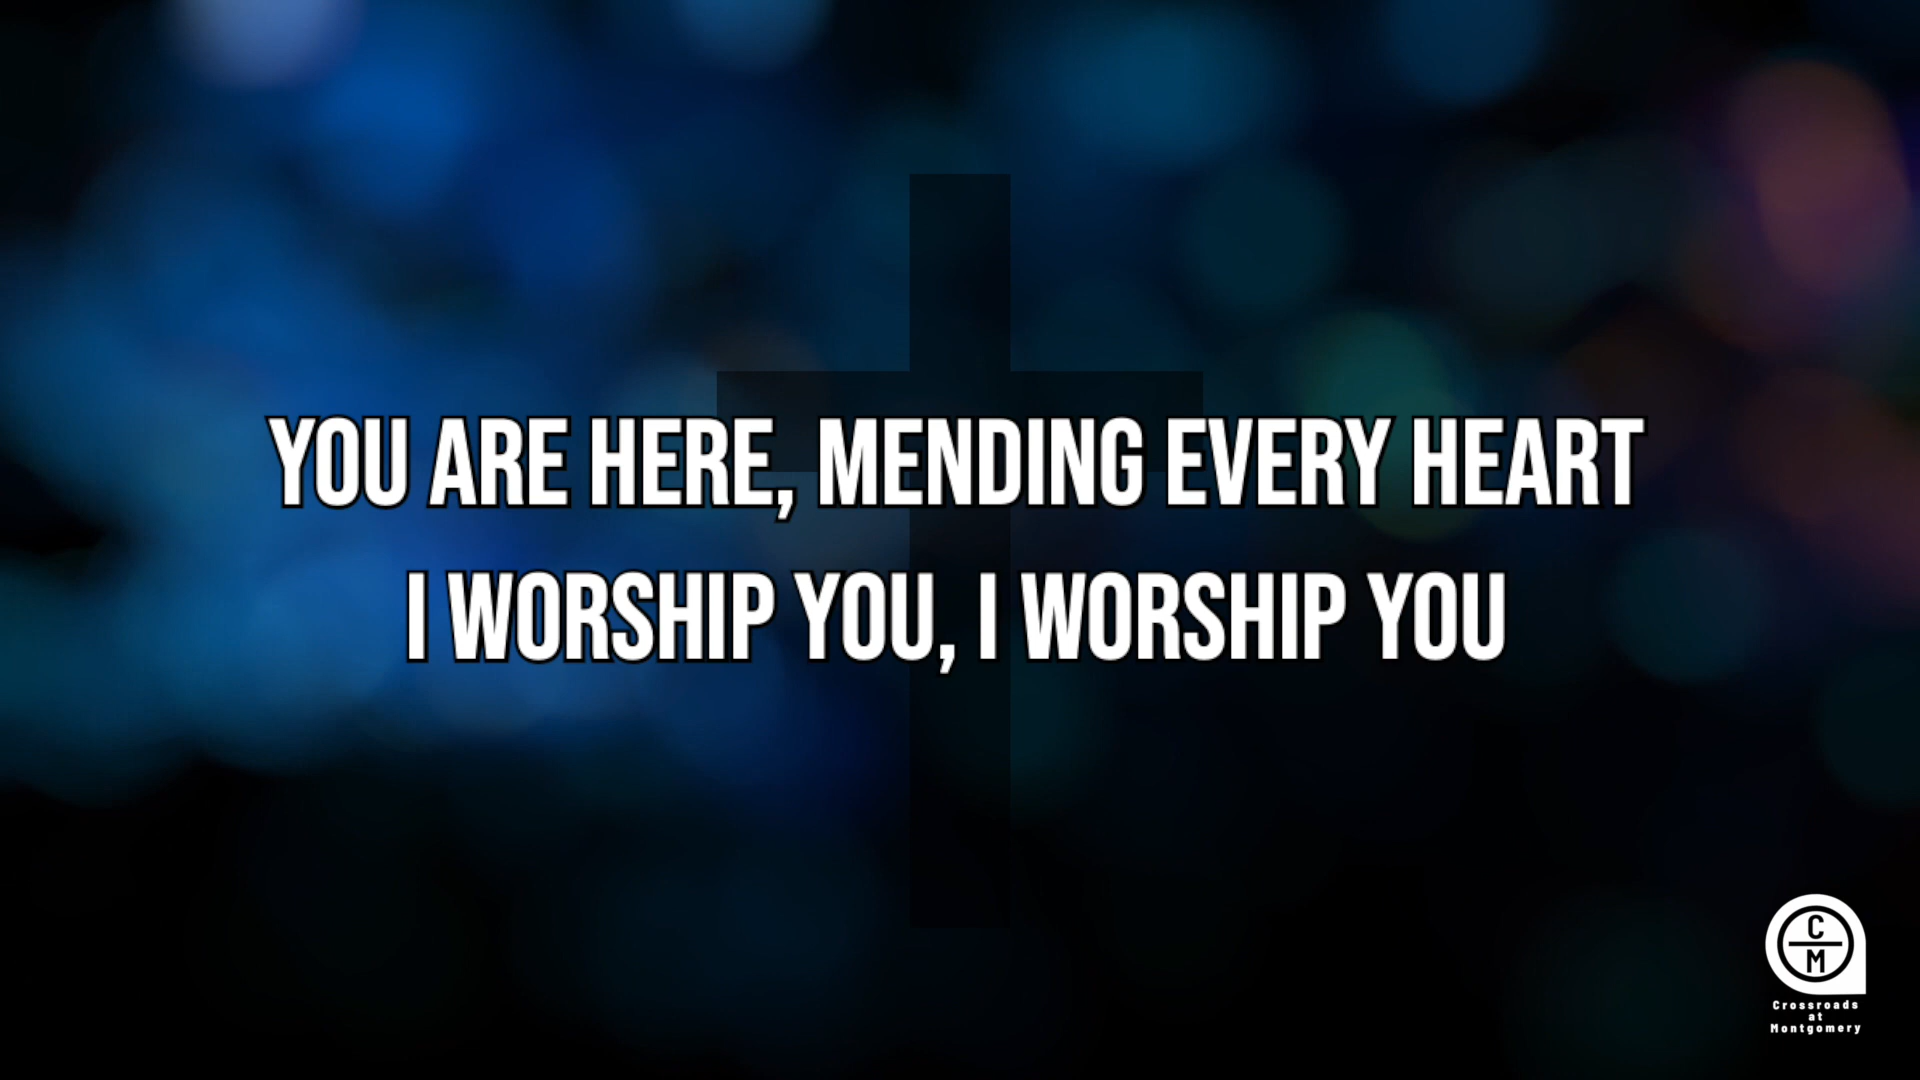 YOU ARE HERE, MENDING EVERY HEART
I WORSHIP YOU, I WORSHIP YOU
C
M
Crossroads
at
Montgomery